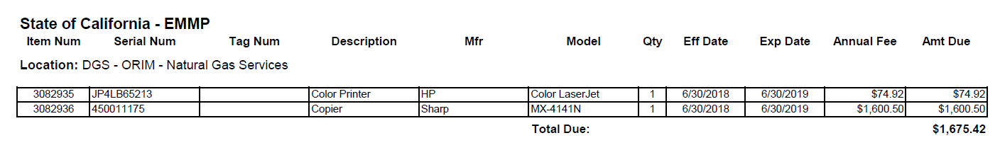 State of California - EMMP
Item Num Serial Num Tag Num Description Mfr Model Qty Eff Date Exp Date Annual Fee Amt Due
Location: DGS - ORIM - Natural Gas Services
3082935 JP4LB65213 Color Printer HP Color LaserJet 1 6/30/2018 6/30/2019 $74.92 $74.92
3082936 450011175 Copier Sharp MX-4141N 1 6/30/2018 6/30/2019 $1,600.50 $1,600.50
Total Due: $1,675.42